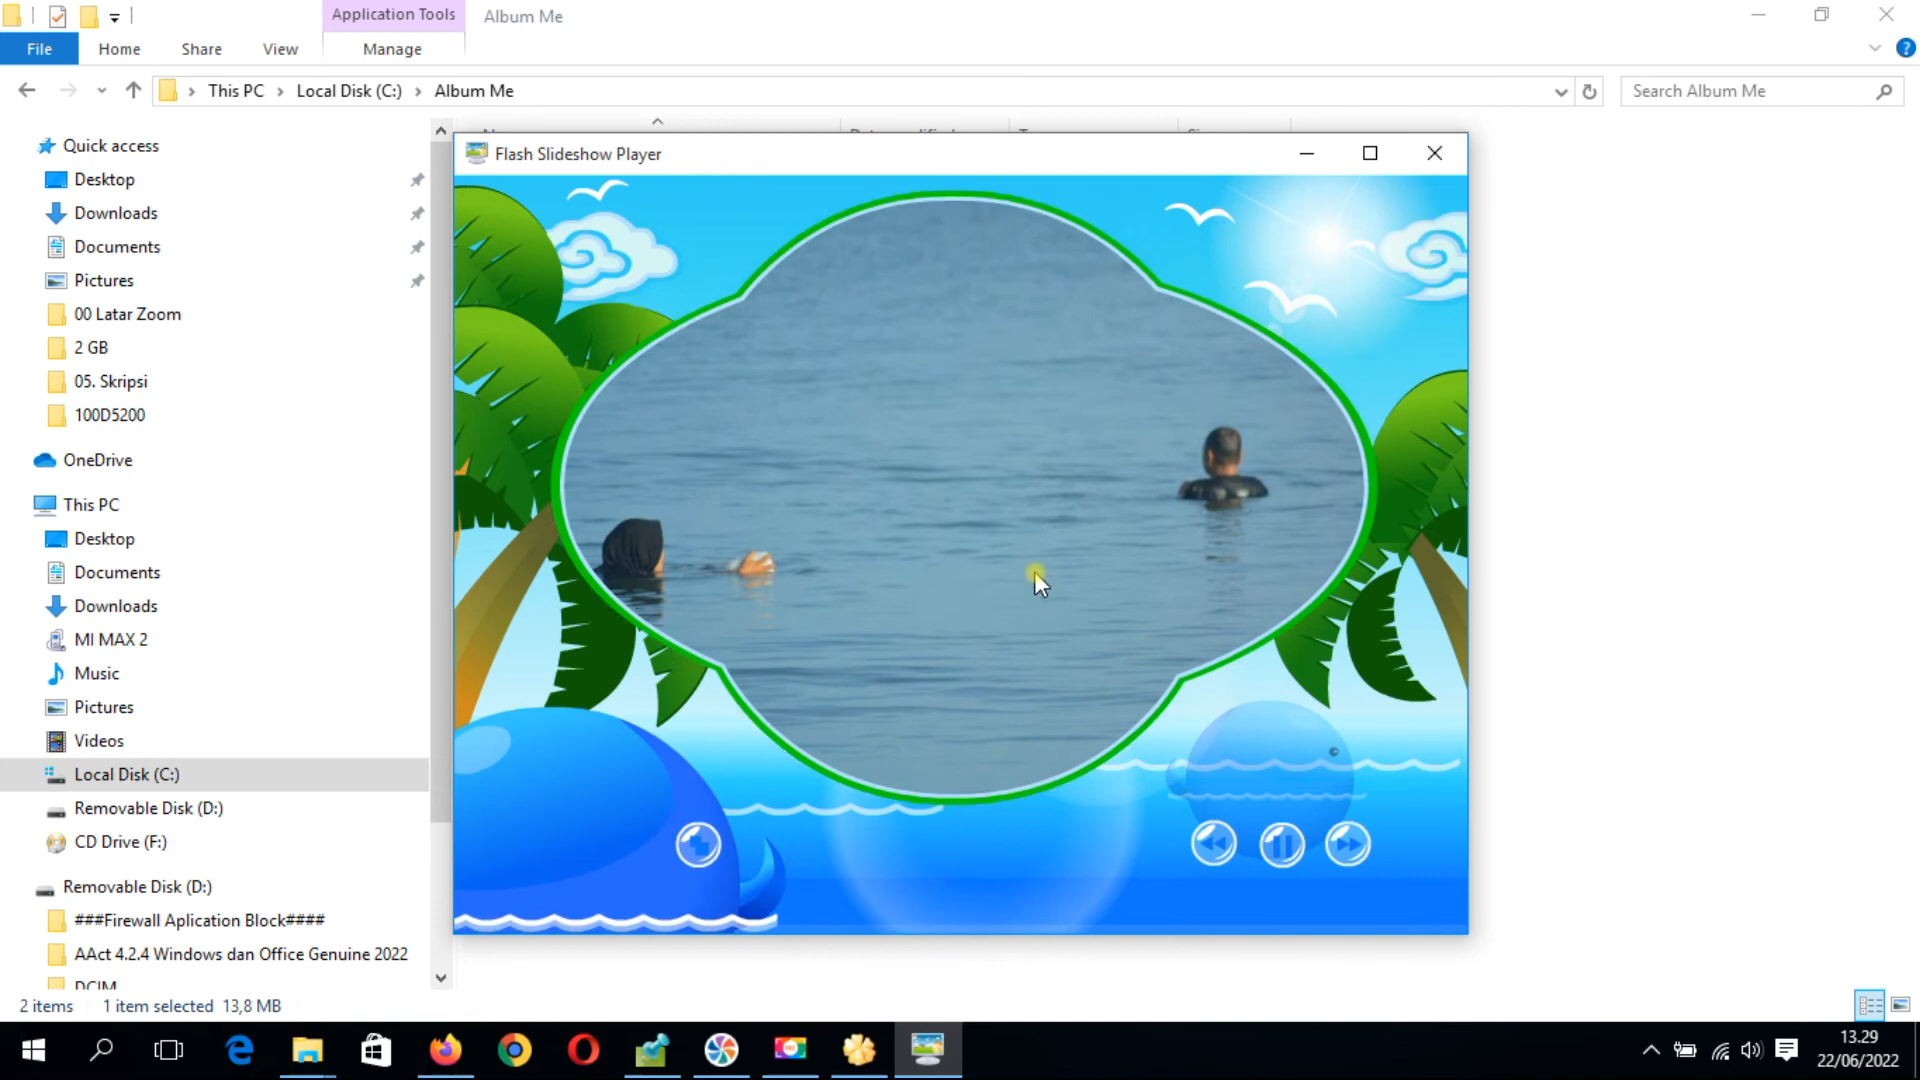 Application Tools
Album Me
File
Home
Share
View
Manage
This PC
Local Disk (C:)
Album Me
Search Album Me
Quick access
Desktop
Downloads
Documents
Pictures
00 Latar Zoom
2 GB
05. Skripsi
100D5200
OneDrive
This PC
Desktop
Documents
Downloads
MI MAX 2
Music
Pictures
Videos
Local Disk (C:)
Removable Disk (D:)
CD Drive (F:)
Removable Disk (D:)
###Firewall Aplication Block####
AAct 4.2.4 Windows dan Office Genuine 2022
DCIM
Flash Slideshow Player
2 items
1 item selected 13,8 MB
13.29
22/06/2022